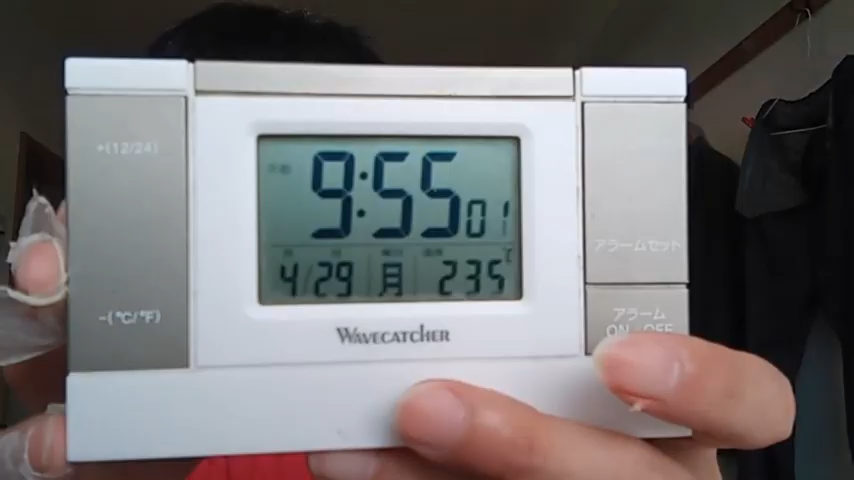 +(12/24)
9:55 01
アラームセット
4/29 月 23.5 ℃
-(℃/℉)
アラーム
ON/OFF
WAVECATCHER